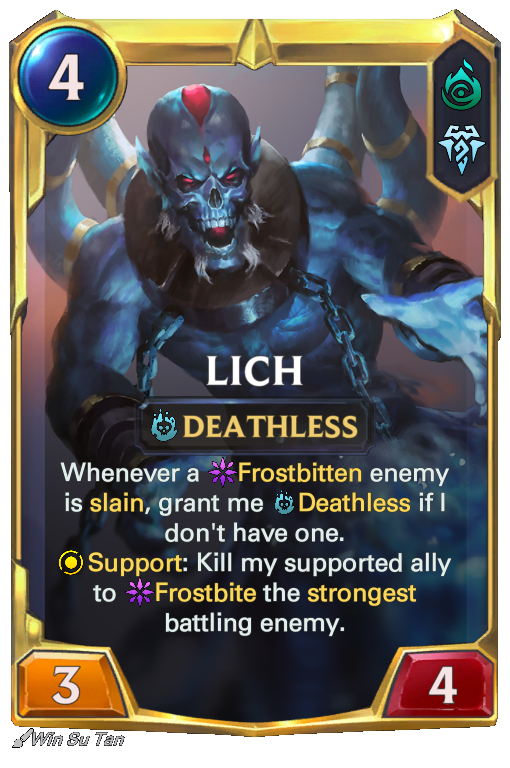 4
LICH
DEATHLESS
Whenever a Frostbitten enemy
is slain, grant me Deathless if I
don't have one.
Support: Kill my supported ally
to Frostbite the strongest
battling enemy.
3
4
Win Su Tan